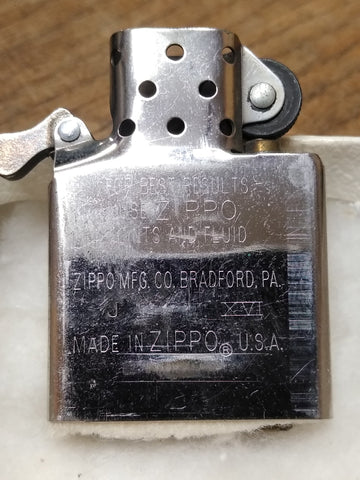 FOR BEST RESULTS
USE ZIPPO
FLINTS AND FLUID
ZIPPO MFG. CO. BRADFORD, PA.
J XVI
MADE IN ZIPPO® U.S.A.